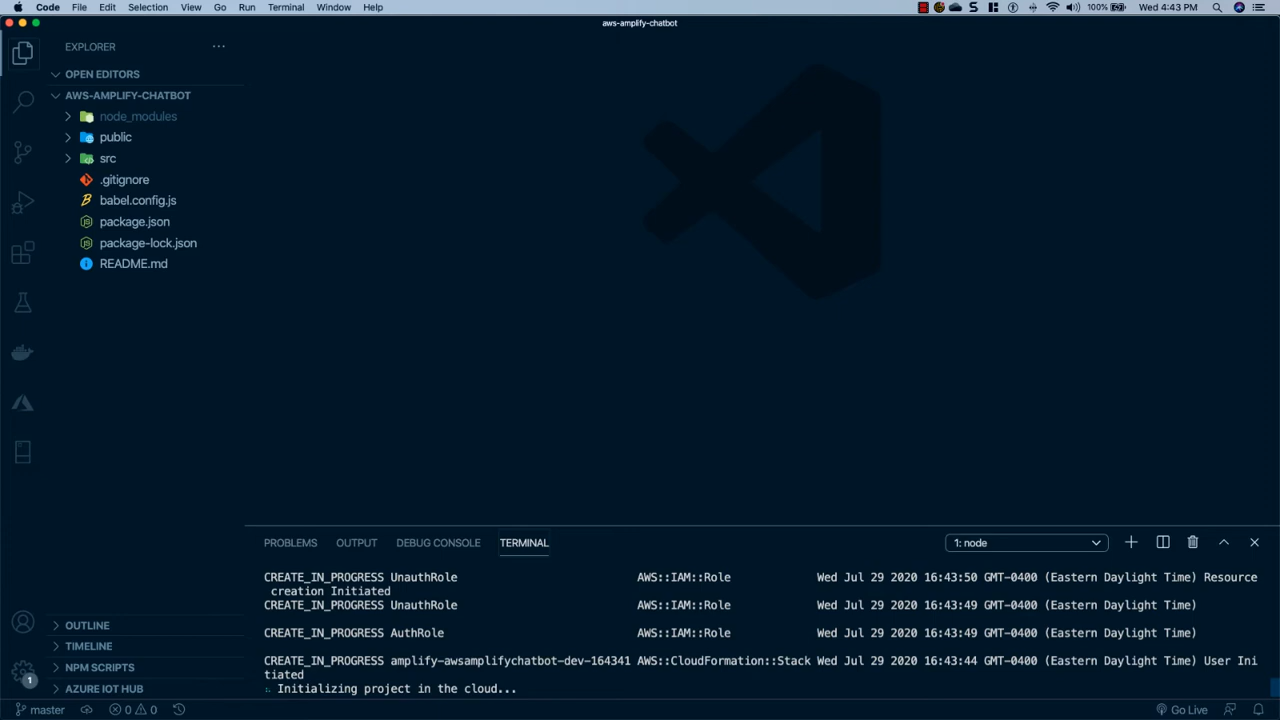 Code File Edit Selection View Go Run Terminal Window Help 100% Wed 4:43 PM
aws-amplify-chatbot
EXPLORER
OPEN EDITORS
AWS-AMPLIFY-CHATBOT
node_modules
public
src
.gitignore
babel.config.js
package.json
package-lock.json
README.md
PROBLEMS OUTPUT DEBUG CONSOLE TERMINAL 1: node
CREATE_IN_PROGRESS UnauthRole AWS::IAM::Role Wed Jul 29 2020 16:43:50 GMT-0400 (Eastern Daylight Time) Resource
creation Initiated
CREATE_IN_PROGRESS UnauthRole AWS::IAM::Role Wed Jul 29 2020 16:43:49 GMT-0400 (Eastern Daylight Time)
CREATE_IN_PROGRESS AuthRole AWS::IAM::Role Wed Jul 29 2020 16:43:49 GMT-0400 (Eastern Daylight Time)
CREATE_IN_PROGRESS amplify-awsamplifychatbot-dev-164341 AWS::CloudFormation::Stack Wed Jul 29 2020 16:43:44 GMT-0400 (Eastern Daylight Time) User Ini
tiated
Initializing project in the cloud...
OUTLINE
TIMELINE
NPM SCRIPTS
AZURE IOT HUB
1
master 0 0 Go Live